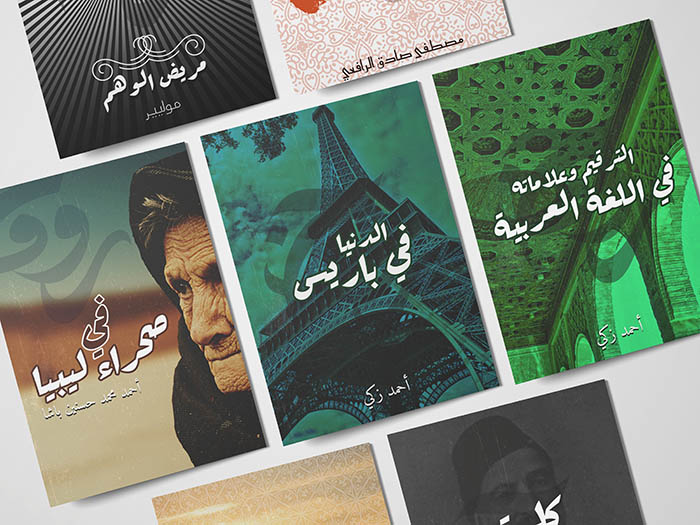 مريض الوهم
موليير
مصطفى صادق الرافعي
الترقيم وعلاماته
في اللغة العربية
أحمد زكي
الدنيا
في باريس
أحمد زكي
في
صحراء ليبيا
أحمد محمد حسنين باشا